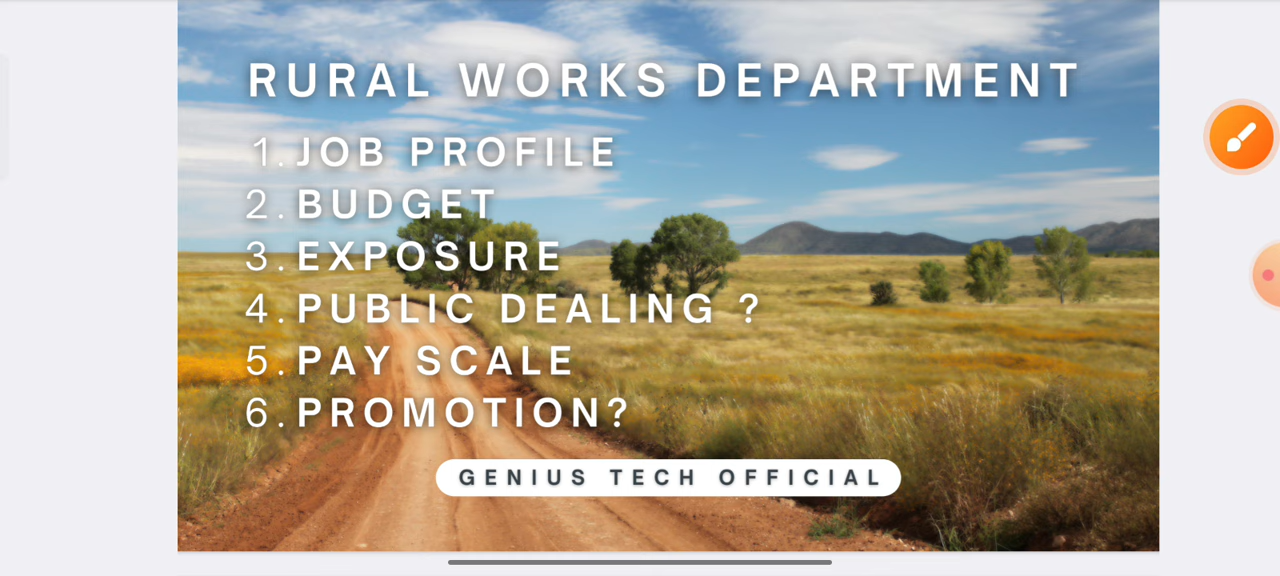 RURAL WORKS DEPARTMENT
1. JOB PROFILE
2. BUDGET
3. EXPOSURE
4. PUBLIC DEALING ?
5. PAY SCALE
6. PROMOTION?
GENIUS TECH OFFICIAL